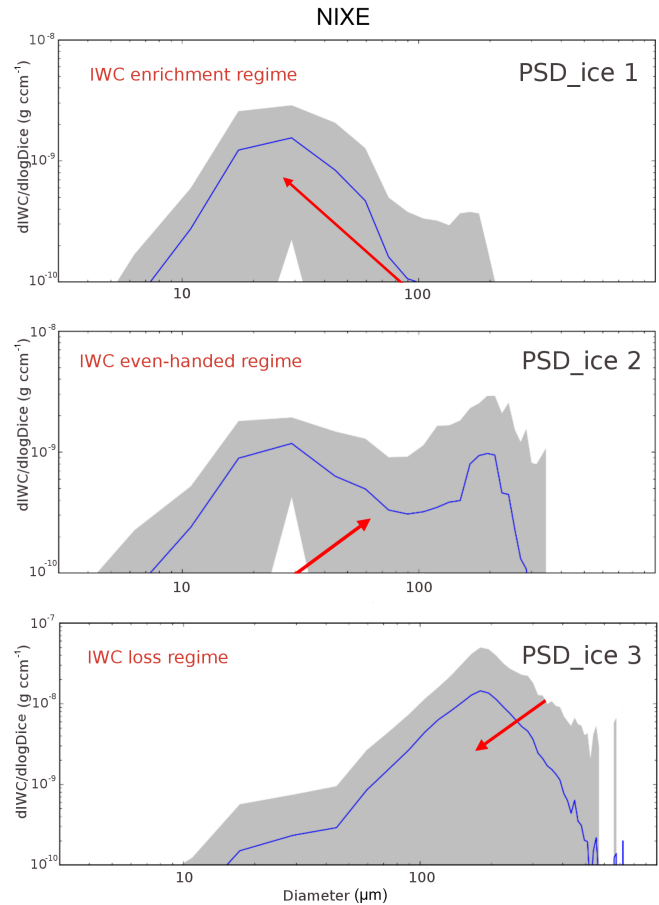 NIXE
10⁻⁸
IWC enrichment regime
PSD_ice 1
dIWC/dlogDice (g ccm⁻¹)
10⁻⁹
10⁻¹⁰
10
100
10⁻⁸
IWC even-handed regime
PSD_ice 2
dIWC/dlogDice (g ccm⁻¹)
10⁻⁹
10⁻¹⁰
10
100
10⁻⁷
IWC loss regime
PSD_ice 3
dIWC/dlogDice (g ccm⁻¹)
10⁻⁸
10⁻⁹
10⁻¹⁰
10
100
Diameter (μm)